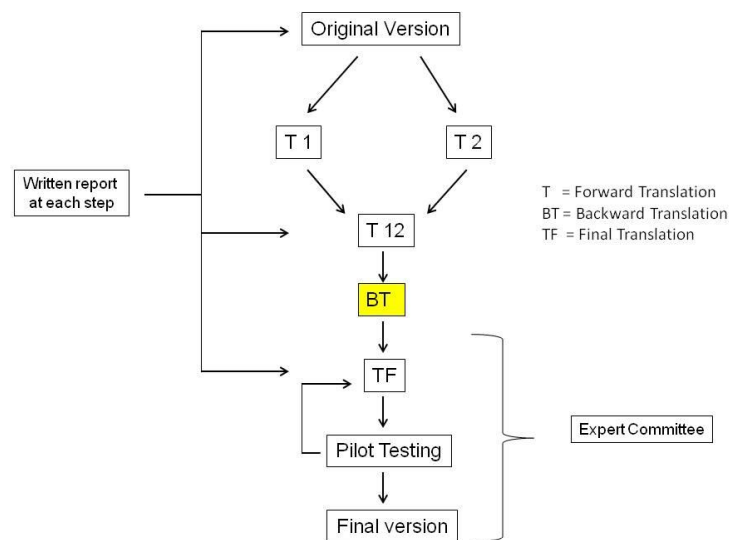 Original Version
T 1
T 2
Written report
at each step
T = Forward Translation
BT = Backward Translation
TF = Final Translation
T 12
BT
TF
Expert Committee
Pilot Testing
Final version